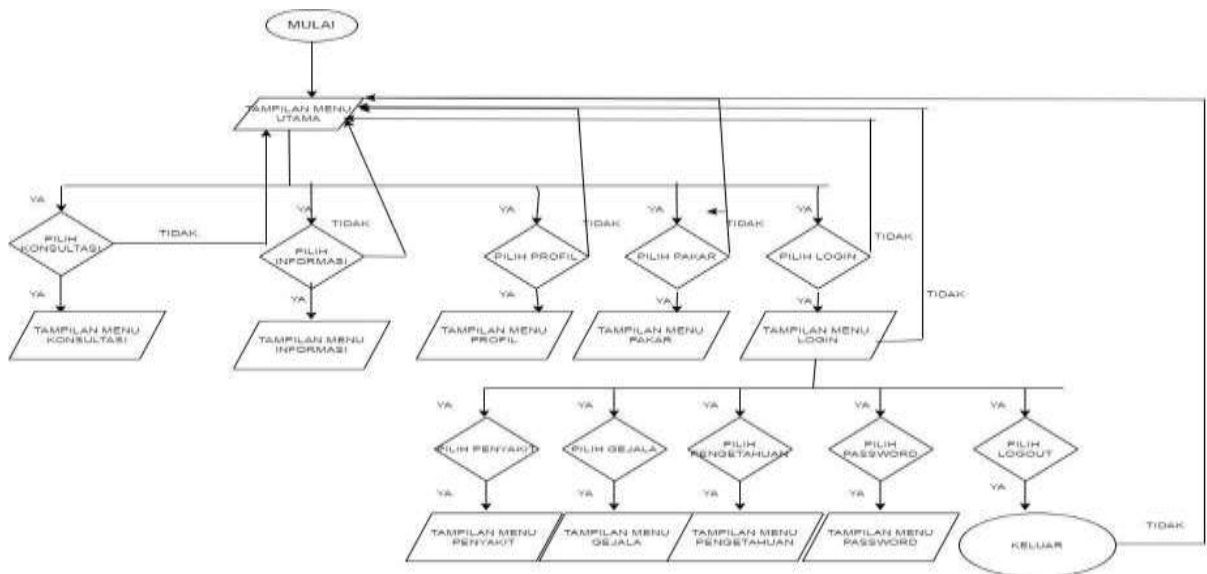 MULAI
TAMPILAN MENU
UTAMA
YA
YA
YA
YA
YA
TIDAK
TIDAK
TIDAK
TIDAK
TIDAK
PILIH
KONSULTASI
PILIH
INFORMASI
PILIH PROFIL
PILIH PAKAR
PILIH LOGIN
YA
YA
YA
YA
YA
TIDAK
TAMPILAN MENU
KONSULTASI
TAMPILAN MENU
INFORMASI
TAMPILAN MENU
PROFIL
TAMPILAN MENU
PAKAR
TAMPILAN MENU
LOGIN
YA
YA
YA
YA
YA
PILIH PENYAKIT
PILIH GEJALA
PILIH
PENGETAHUAN
PILIH
PASSWORD
PILIH
LOGOUT
YA
YA
YA
YA
YA
TAMPILAN MENU
PENYAKIT
TAMPILAN MENU
GEJALA
TAMPILAN MENU
PENGETAHUAN
TAMPILAN MENU
PASSWORD
KELUAR
TIDAK